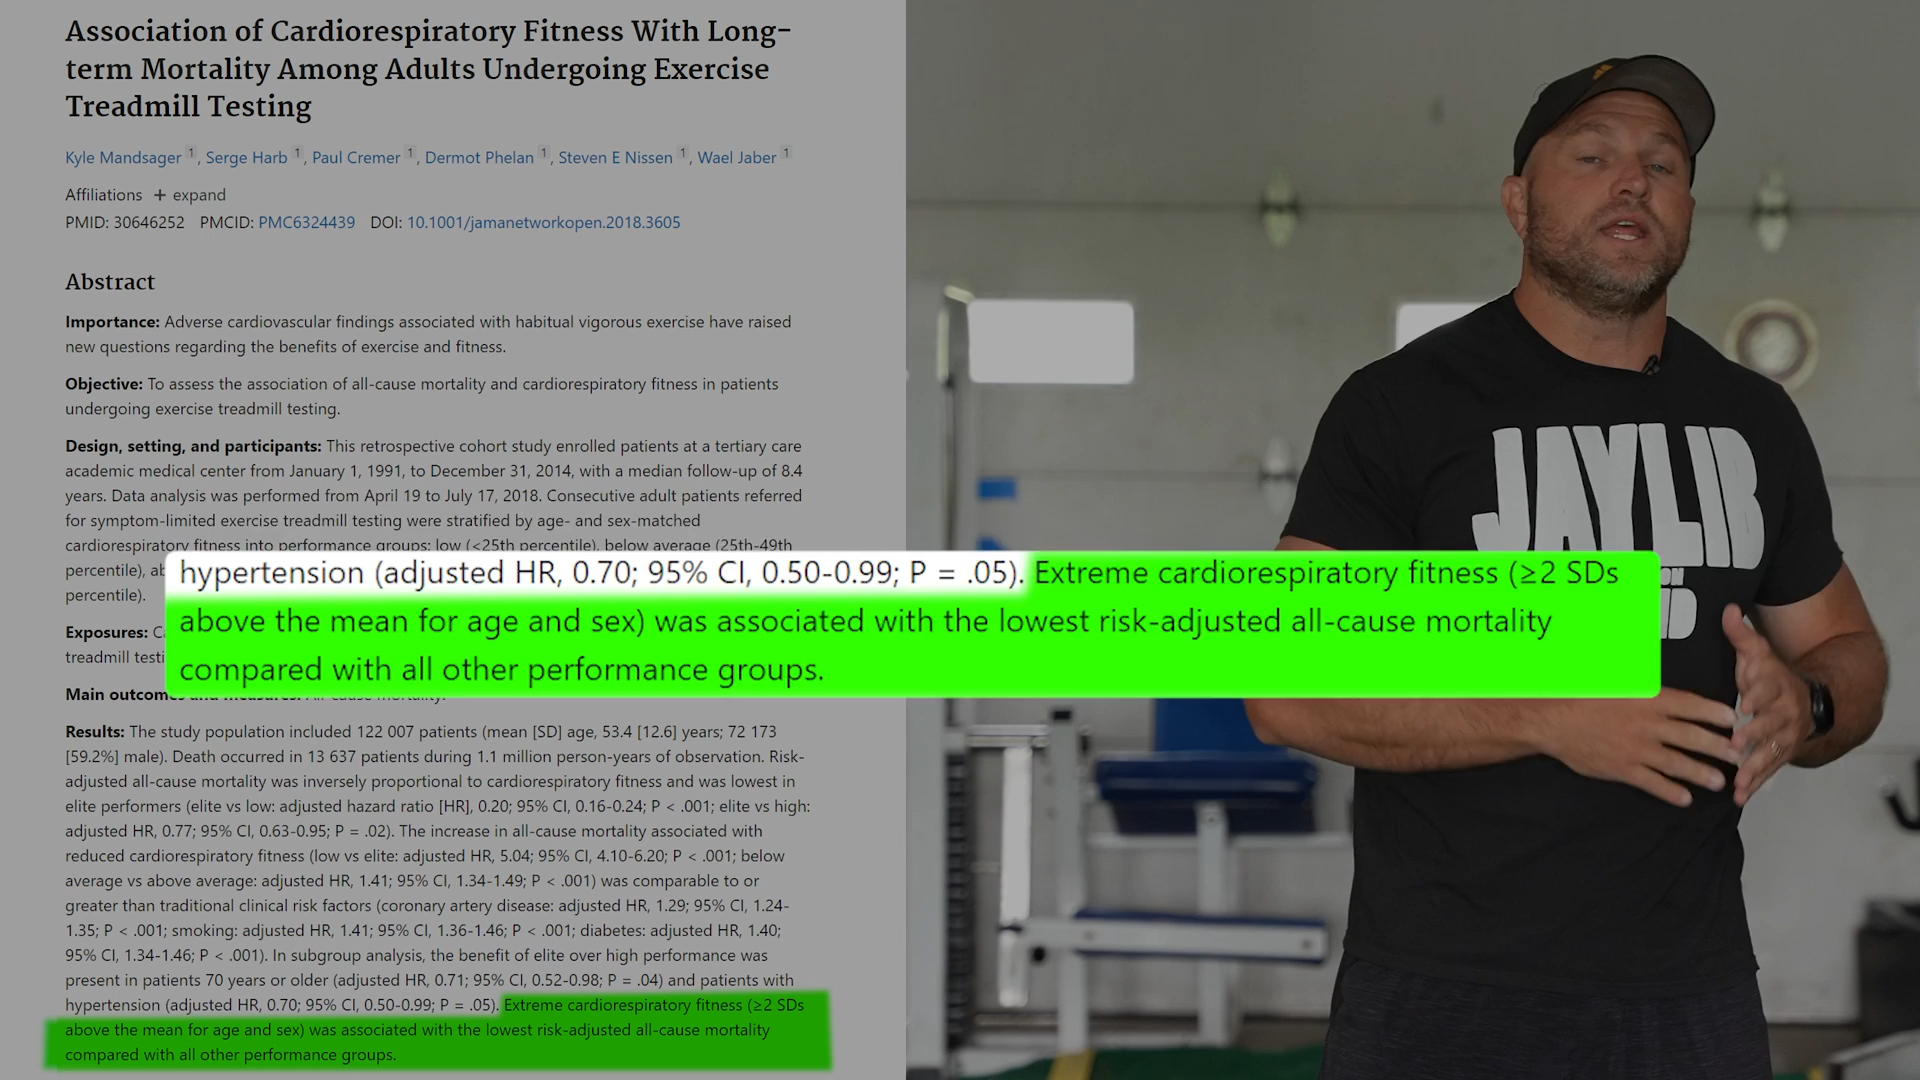 Association of Cardiorespiratory Fitness With Long-
term Mortality Among Adults Undergoing Exercise
Treadmill Testing
Kyle Mandsager 1, Serge Harb 1, Paul Cremer 1, Dermot Phelan 1, Steven E Nissen 1, Wael Jaber 1
Affiliations + expand
PMID: 30646252 PMCID: PMC6324439 DOI: 10.1001/jamanetworkopen.2018.3605
Abstract
Importance: Adverse cardiovascular findings associated with habitual vigorous exercise have raised
new questions regarding the benefits of exercise and fitness.
Objective: To assess the association of all-cause mortality and cardiorespiratory fitness in patients
undergoing exercise treadmill testing.
Design, setting, and participants: This retrospective cohort study enrolled patients at a tertiary care
academic medical center from January 1, 1991, to December 31, 2014, with a median follow-up of 8.4
years. Data analysis was performed from April 19 to July 17, 2018. Consecutive adult patients referred
for symptom-limited exercise treadmill testing were stratified by age- and sex-matched
cardiorespiratory fitness into performance groups: low (<25th percentile), below average (25th-49th
percentile), ab
percentile).
Exposures: C
treadmill testi
Main outcomes and measures: All-cause mortality.
hypertension (adjusted HR, 0.70; 95% CI, 0.50-0.99; P = .05). Extreme cardiorespiratory fitness (≥2 SDs
above the mean for age and sex) was associated with the lowest risk-adjusted all-cause mortality
compared with all other performance groups.
Results: The study population included 122 007 patients (mean [SD] age, 53.4 [12.6] years; 72 173
[59.2%] male). Death occurred in 13 637 patients during 1.1 million person-years of observation. Risk-
adjusted all-cause mortality was inversely proportional to cardiorespiratory fitness and was lowest in
elite performers (elite vs low: adjusted hazard ratio [HR], 0.20; 95% CI, 0.16-0.24; P < .001; elite vs high:
adjusted HR, 0.77; 95% CI, 0.63-0.95; P = .02). The increase in all-cause mortality associated with
reduced cardiorespiratory fitness (low vs elite: adjusted HR, 5.04; 95% CI, 4.10-6.20; P < .001; below
average vs above average: adjusted HR, 1.41; 95% CI, 1.34-1.49; P < .001) was comparable to or
greater than traditional clinical risk factors (coronary artery disease: adjusted HR, 1.29; 95% CI, 1.24-
1.35; P < .001; smoking: adjusted HR, 1.41; 95% CI, 1.36-1.46; P < .001; diabetes: adjusted HR, 1.40;
95% CI, 1.34-1.46; P < .001). In subgroup analysis, the benefit of elite over high performance was
present in patients 70 years or older (adjusted HR, 0.71; 95% CI, 0.52-0.98; P = .04) and patients with
hypertension (adjusted HR, 0.70; 95% CI, 0.50-0.99; P = .05). Extreme cardiorespiratory fitness (≥2 SDs
above the mean for age and sex) was associated with the lowest risk-adjusted all-cause mortality
compared with all other performance groups.
JAYLIB